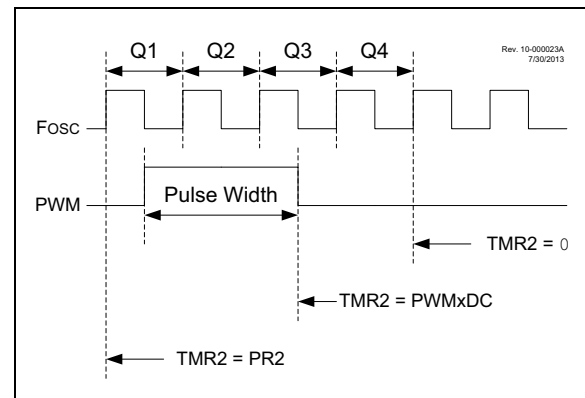 Q1 Q2 Q3 Q4
Rev. 10-000023A
7/30/2013
FOSC
PWM
Pulse Width
TMR2 = 0
TMR2 = PWMxDC
TMR2 = PR2